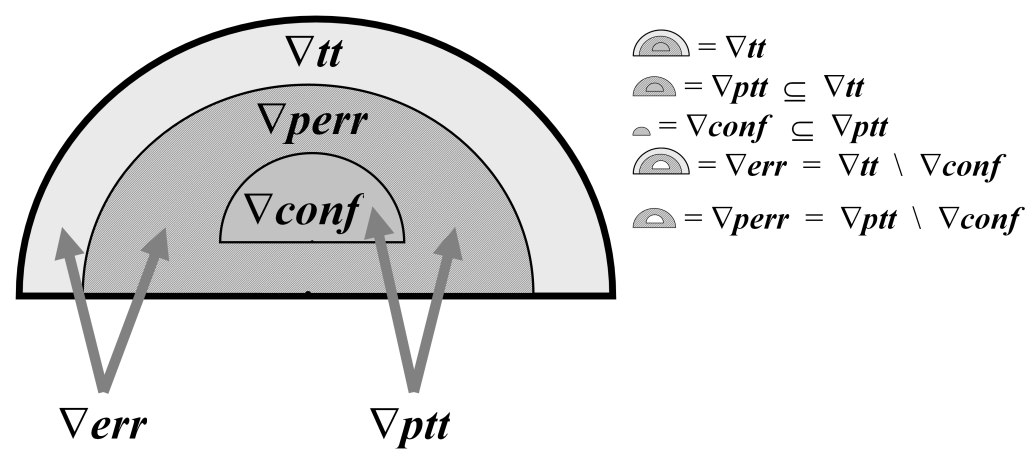 ∇tt
∇perr
∇conf
∇err
∇ptt
= ∇tt
= ∇ptt ⊆ ∇tt
= ∇conf ⊆ ∇ptt
= ∇err = ∇tt \ ∇conf
= ∇perr = ∇ptt \ ∇conf